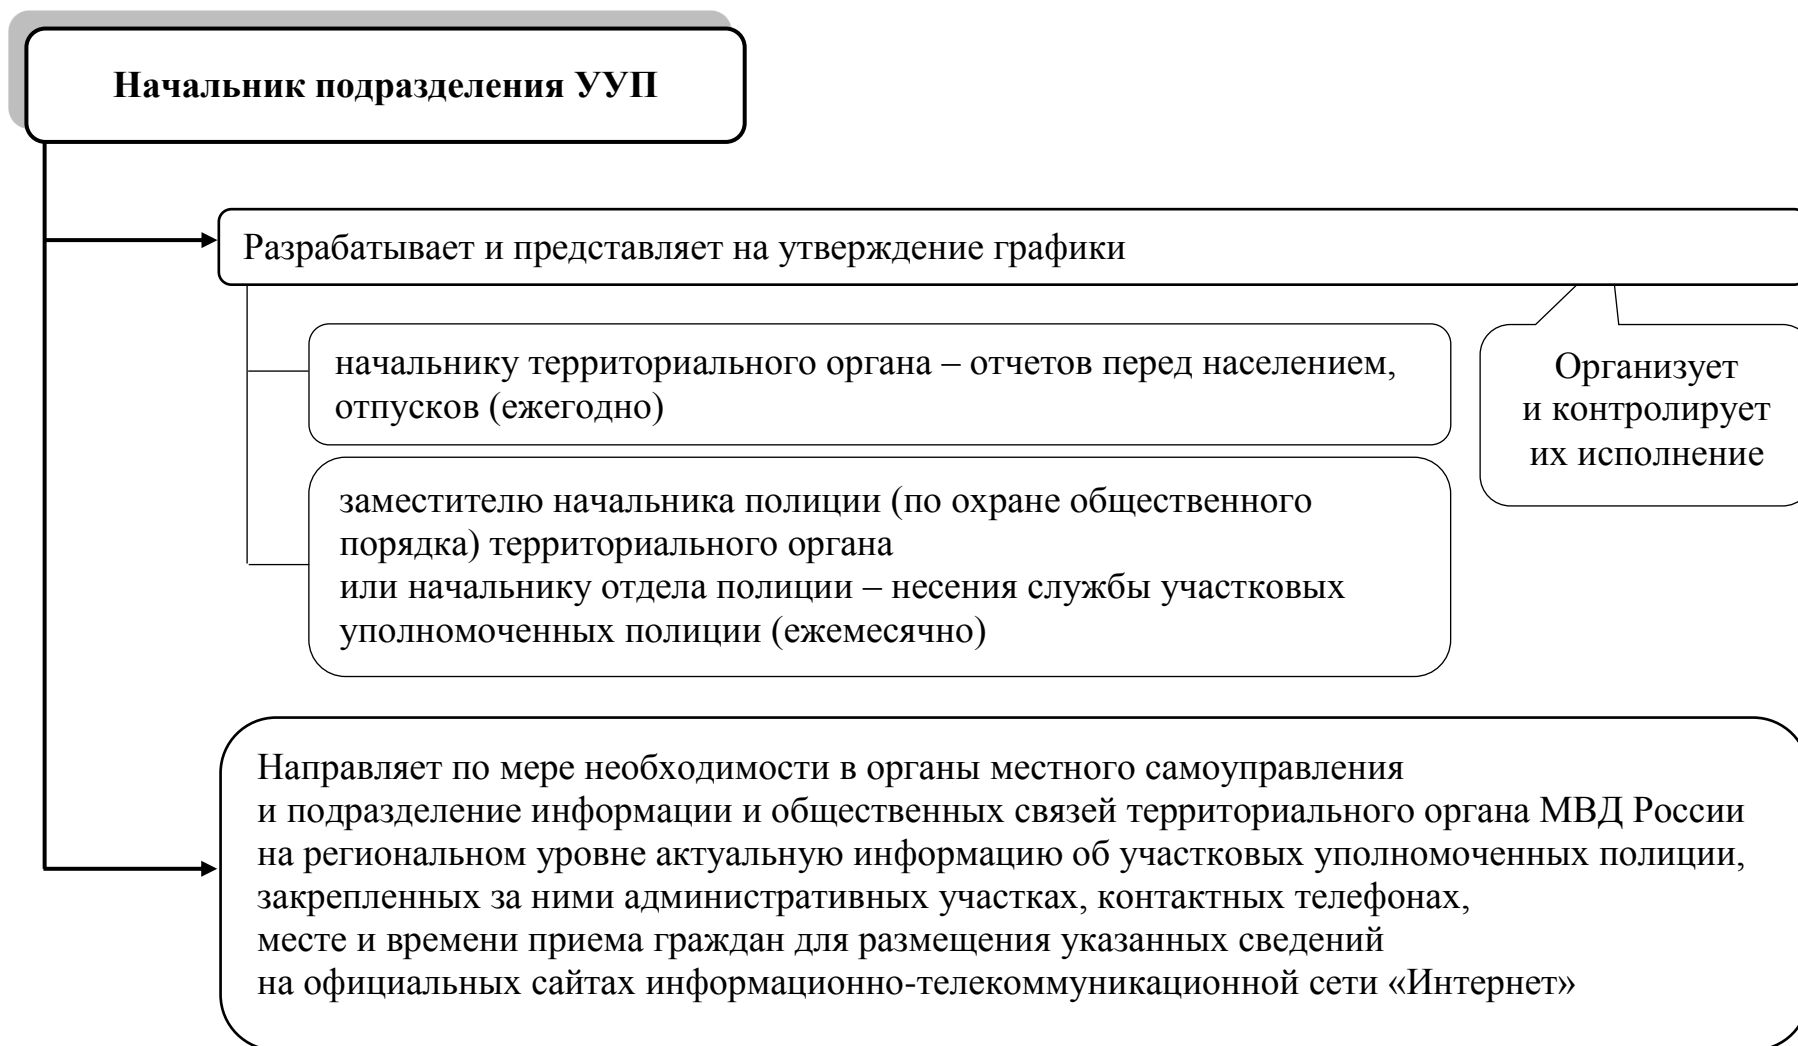 Начальник подразделения УУП
Разрабатывает и представляет на утверждение графики
начальнику территориального органа – отчетов перед населением,
отпусков (ежегодно)
Организует
и контролирует
их исполнение
заместителю начальника полиции (по охране общественного
порядка) территориального органа
или начальнику отдела полиции – несения службы участковых
уполномоченных полиции (ежемесячно)
Направляет по мере необходимости в органы местного самоуправления
и подразделение информации и общественных связей территориального органа МВД России
на региональном уровне актуальную информацию об участковых уполномоченных полиции,
закрепленных за ними административных участках, контактных телефонах,
месте и времени приема граждан для размещения указанных сведений
на официальных сайтах информационно-телекоммуникационной сети «Интернет»